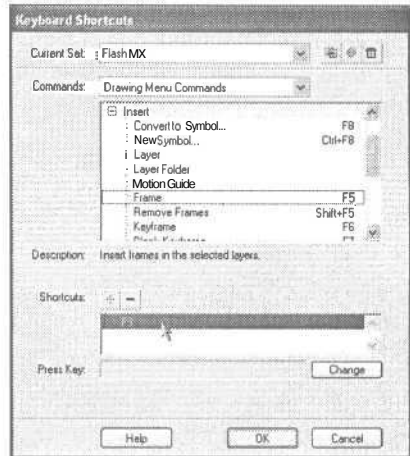 Keyboard Shortcuts
Current Set: Flash MX
Commands: Drawing Menu Commands
Insert
Convert to Symbol... F8
New Symbol... Ctrl+F8
Layer
Layer Folder
Motion Guide
Frame F5
Remove Frames Shift+F5
Keyframe F6
Description: Insert frames in the selected layers.
Shortcuts: + -
F5
Press Key: Change
Help OK Cancel